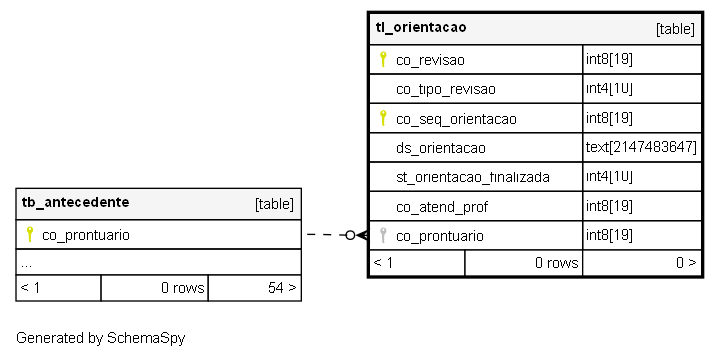 tl_orientacao [table]
co_revisao int8[19]
co_tipo_revisao int4[10]
co_seq_orientacao int8[19]
ds_orientacao text[2147483647]
st_orientacao_finalizada int4[10]
co_atend_prof int8[19]
co_prontuario int8[19]
< 1 0 rows 0 >
tb_antecedente [table]
co_prontuario
...
< 1 0 rows 54 >
Generated by SchemaSpy